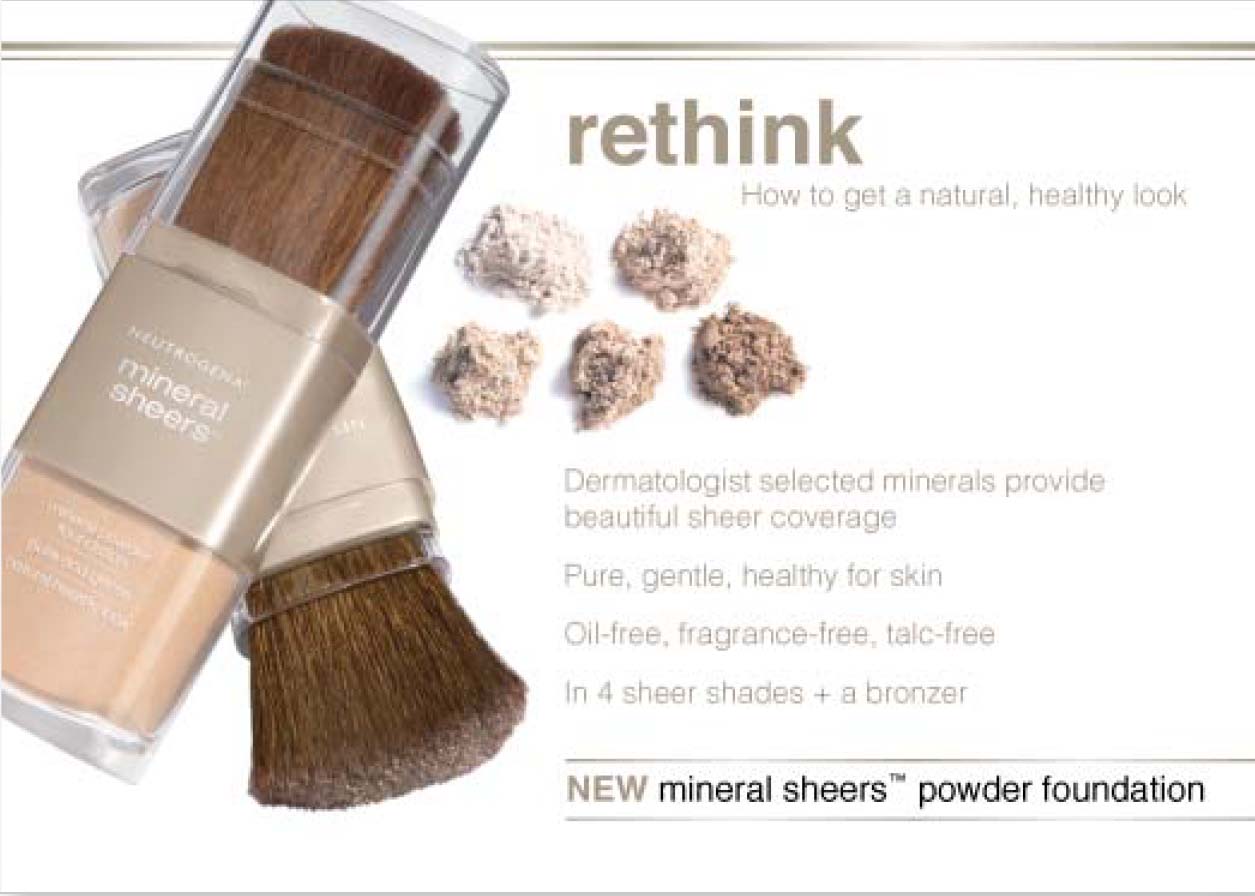 rethink
How to get a natural, healthy look
NEUTROGENA®
mineral
sheers™
Dermatologist selected minerals provide
beautiful sheer coverage
Pure, gentle, healthy for skin
Oil-free, fragrance-free, talc-free
In 4 sheer shades + a bronzer
NEW mineral sheers™ powder foundation